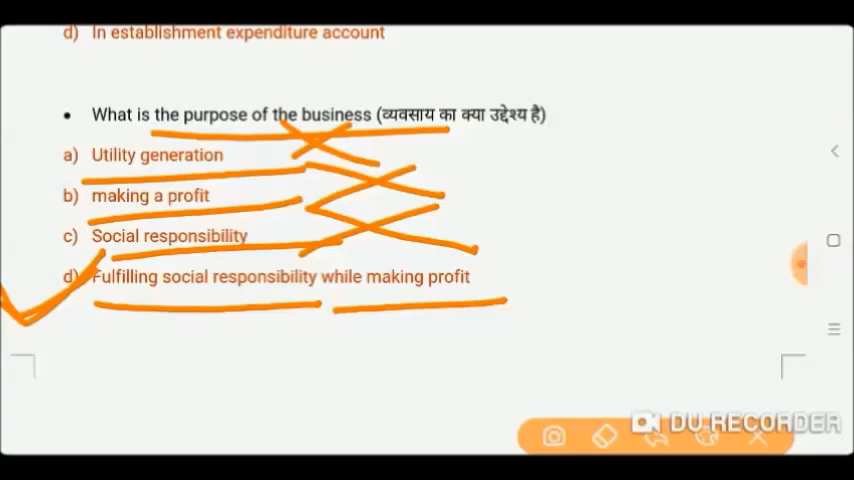 d) In establishment expenditure account
• What is the purpose of the business (व्यवसाय का क्या उद्देश्य है)
a) Utility generation
b) making a profit
c) Social responsibility
d) Fulfilling social responsibility while making profit
DU RECORDER